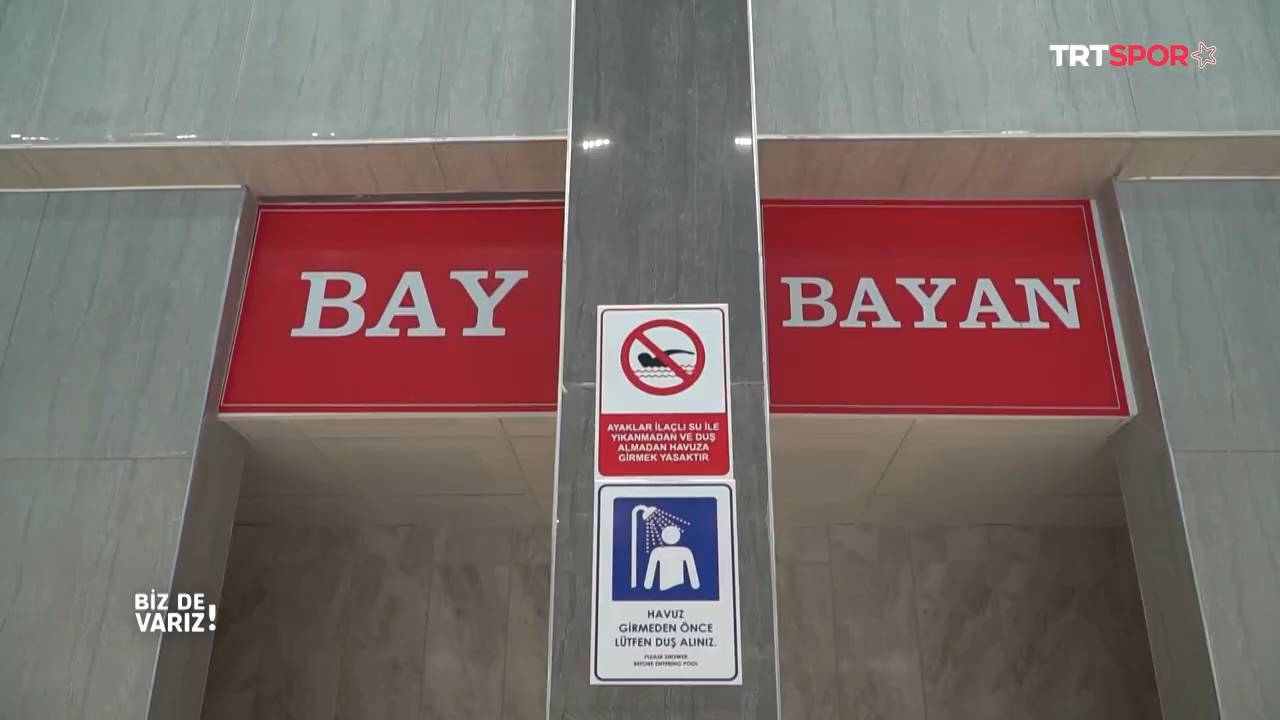 TRTSPOR
BAY
BAYAN
AYAKLAR İLAÇLI SU İLE
YIKANMADAN VE DUŞ
ALMADAN HAVUZA
GİRMEK YASAKTIR
HAVUZ
GİRMEDEN ÖNCE
LÜTFEN DUŞ ALINIZ.
PLEASE SHOWER
BEFORE ENTERING POOL
BİZ DE
VARIZ!